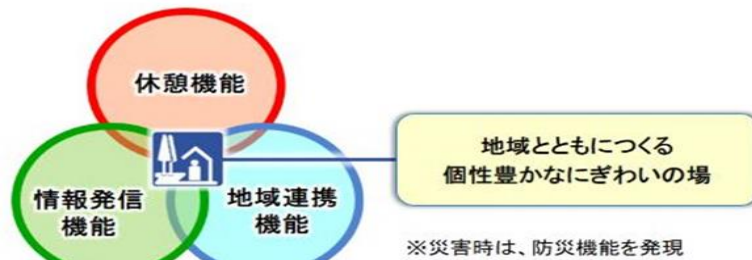 休憩機能
情報発信
機能
地域連携
機能
地域とともにつくる
個性豊かなにぎわいの場
※災害時は、防災機能を発現